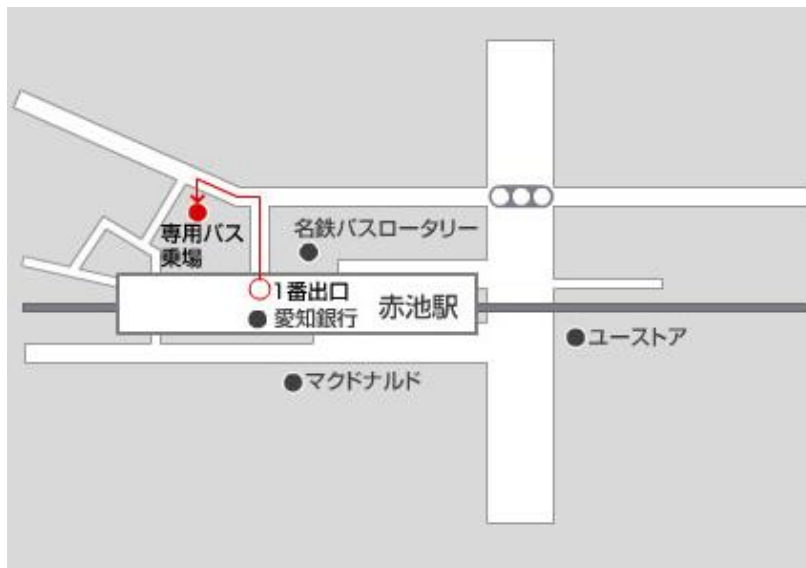 専用バス
乗場
名鉄バスロータリー
1番出口
愛知銀行
赤池駅
ユーストア
マクドナルド